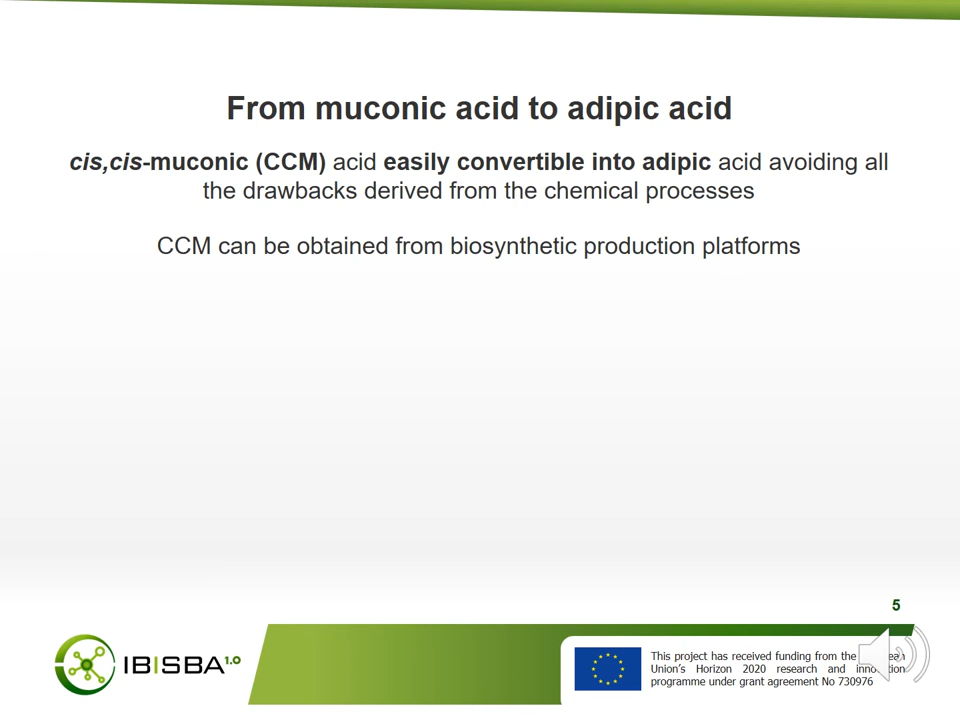 From muconic acid to adipic acid
cis,cis-muconic (CCM) acid easily convertible into adipic acid avoiding all
the drawbacks derived from the chemical processes
CCM can be obtained from biosynthetic production platforms
5
IBISBA 1.0
This project has received funding from the
Union's Horizon 2020 research and
programme under grant agreement No 730976